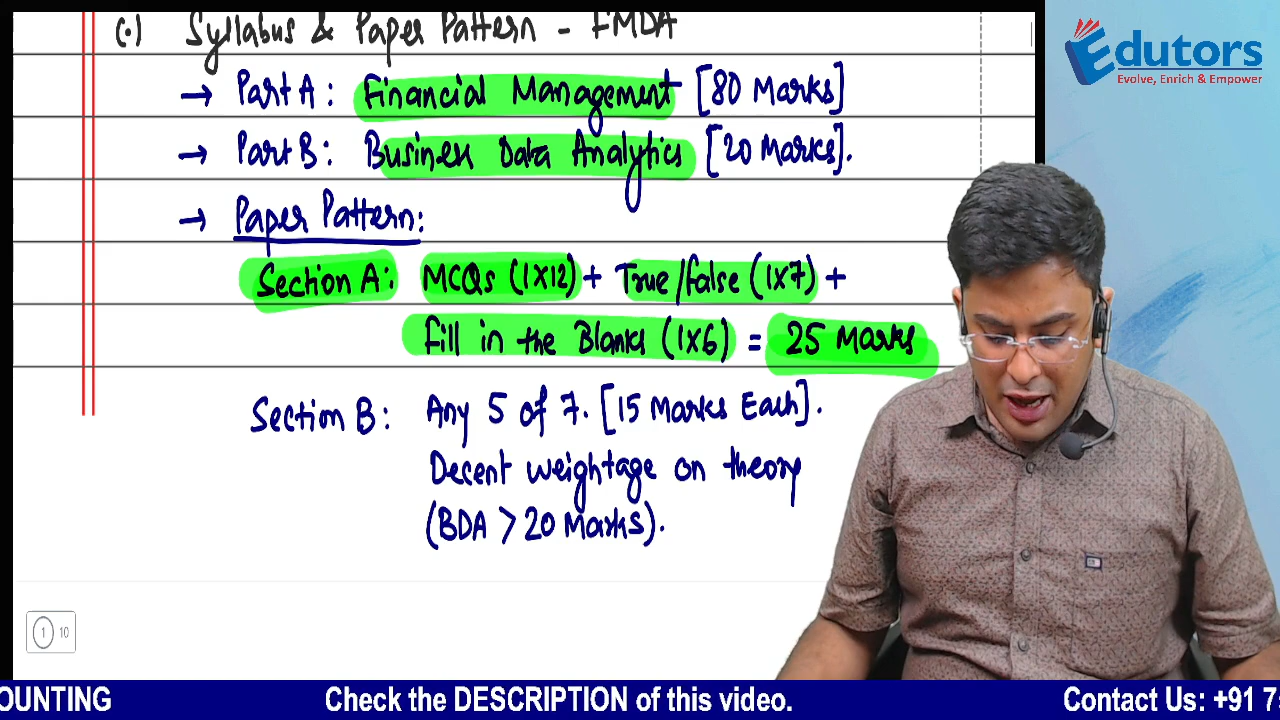 (.) Syllabus & Paper Pattern - FMDA
→ Part A: Financial Management [80 Marks]
→ Part B: Business Data Analytics [20 Marks].
→ Paper Pattern:
Section A: MCQs (1X12) + True/false (1x7) +
Fill in the Blanks (1x6) = 25 Marks
Section B: Any 5 of 7. [15 Marks Each].
Decent weightage on theory
(BDA > 20 Marks).
1 10
Edutors
Evolve, Enrich & Empower
OUNTING Check the DESCRIPTION of this video. Contact Us: +91 7